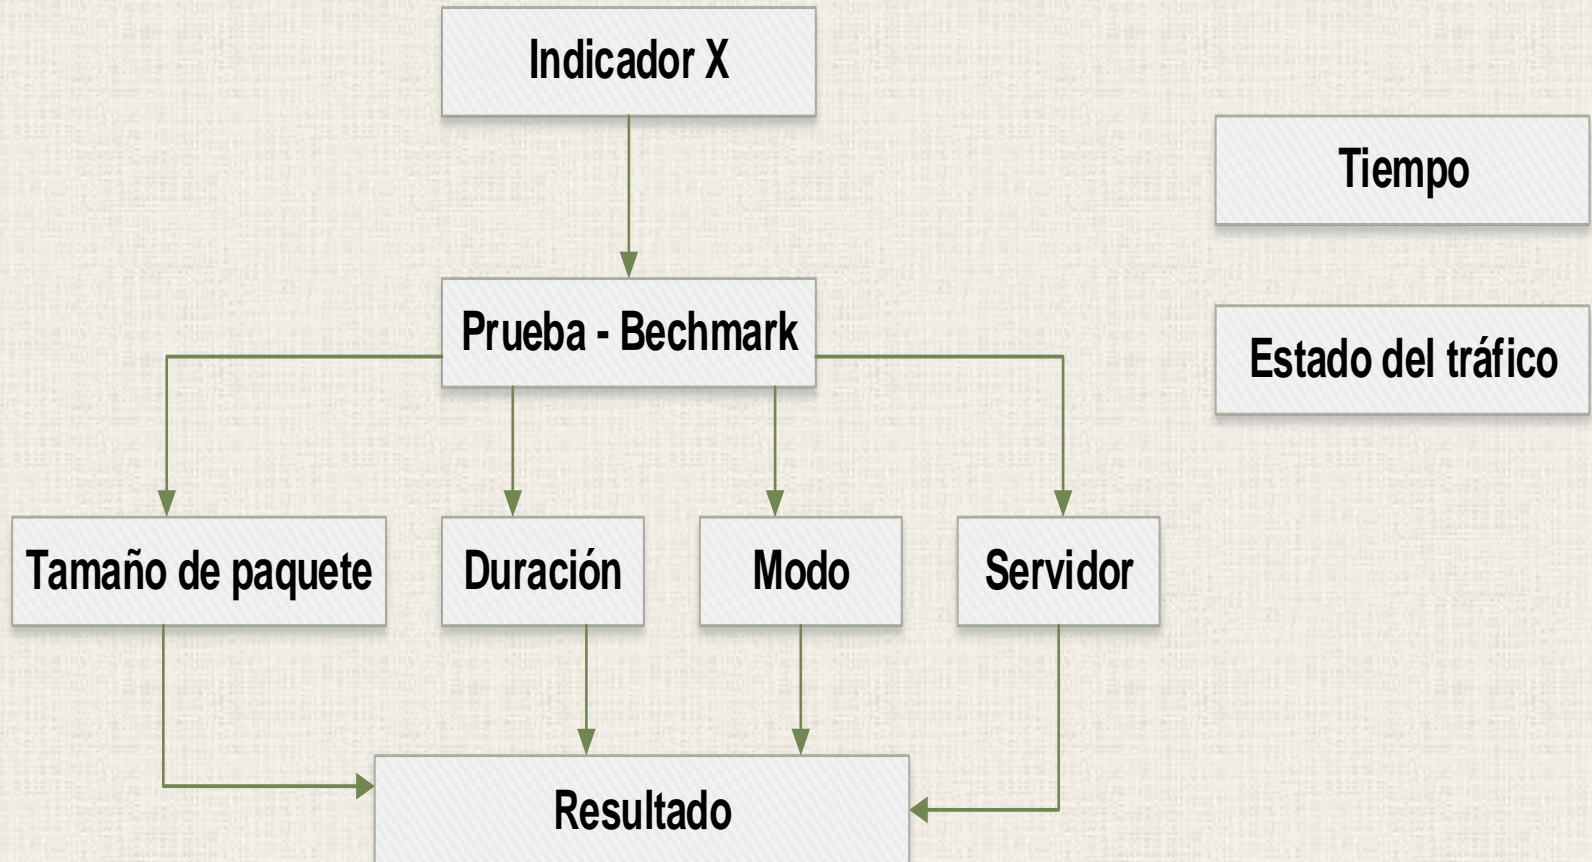 Indicador X
Tiempo
Prueba - Bechmark
Estado del tráfico
Tamaño de paquete
Duración
Modo
Servidor
Resultado